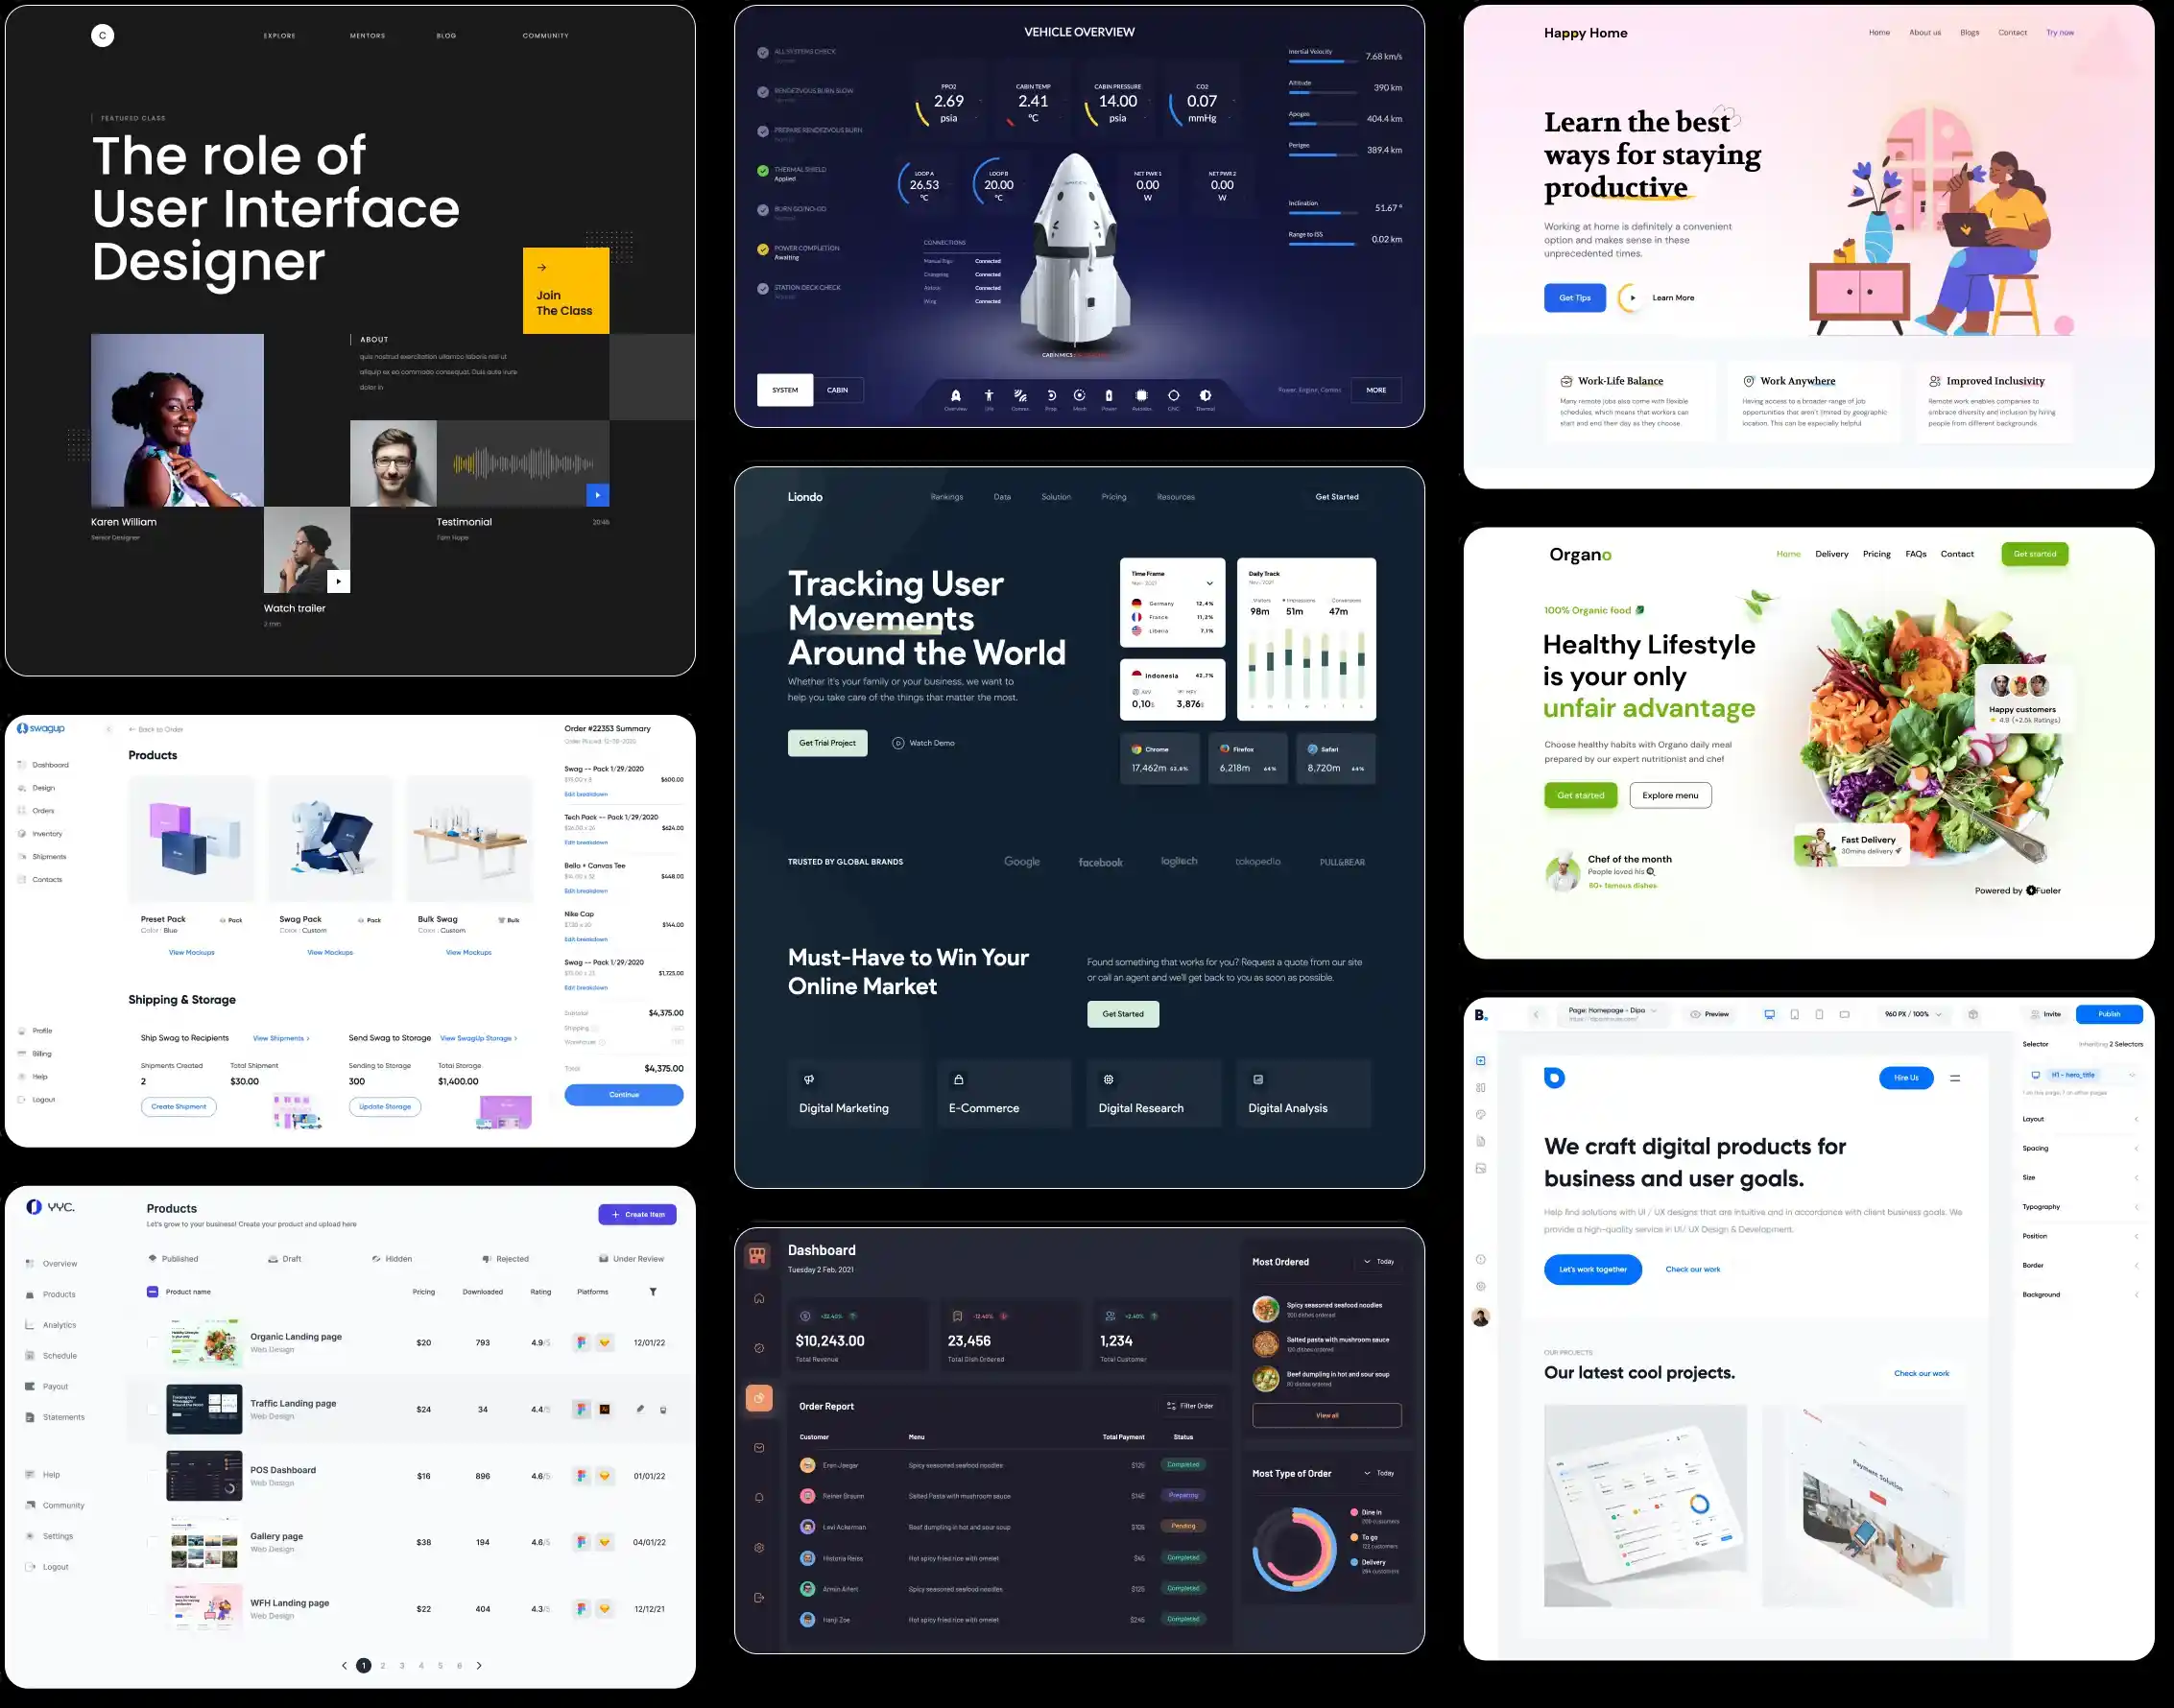 C
EXPLORE
MENTORS
BLOG
COMMUNITY
FEATURED CLASS
The role of
User Interface
Designer
Join
The Class
ABOUT
quis nostrud exercitation ullamco laboris nisi ut
aliquip ex ea commodo consequat. Duis aute irure
dolor in
Karen William
Senior Designer
Testimonial
20:46
Watch trailer
2 min
swagup
Back to Order
Dashboard
Design
Orders
Inventory
Shipments
Contacts
Profile
Billing
Help
Logout
Products
Preset Pack
Pack
Color : Blue
View Mockups
Swag Pack
Pack
Color : Custom
View Mockups
Bulk Swag
Bulk
Color : Custom
View Mockups
Shipping & Storage
Ship Swag to Recipients
View Shipments >
Shipments Created
Total Shipment
2
$30.00
Create Shipment
Send Swag to Storage
View SwagUp Storage >
Sending to Storage
Total Storage
300
$1,400.00
Update Storage
Order #22353 Summary
Swag -- Pack 1/29/2020
$600.00
Edit breakdown
Tech Pack -- Pack 1/29/2020
$624.00
Edit breakdown
Bella + Canvas Tee
$448.00
Edit breakdown
Nike Cap
$144.00
Edit breakdown
Swag -- Pack 1/29/2020
$1,725.00
Edit breakdown
Subtotal
$4,375.00
Shipping
Warehouse
Total
$4,375.00
Continue
YYC.
Overview
Products
Analytics
Schedule
Payout
Statements
Help
Community
Settings
Logout
Products
Let's grow to your business! Create your product and upload here
+ Create Item
Published
Draft
Hidden
Rejected
Under Review
Product name
Pricing
Downloaded
Rating
Platforms
Organic Landing page
Web Design
$20
793
4.9/5
12/01/22
Traffic Landing page
Web Design
$24
34
4.4/5
POS Dashboard
Web Design
$16
896
4.6/5
01/01/22
Gallery page
Web Design
$38
194
4.6/5
04/01/22
WFH Landing page
Web Design
$22
404
4.3/5
12/12/21
1 2 3 4 5 6
VEHICLE OVERVIEW
ALL SYSTEMS CHECK
RENDEZVOUS BURN SLOW
PREPARE RENDEZVOUS BURN
THERMAL SHIELD
Applied
BURN GO/NO-GO
POWER COMPLETION
Awaiting
STATION DECK CHECK
PPO2
2.69
psia
CABIN TEMP
2.41
°C
CABIN PRESSURE
14.00
psia
CO2
0.07
mmHg
LOOP A
26.53
°C
LOOP B
20.00
°C
NET PWR 1
0.00
W
NET PWR 2
0.00
W
CONNECTIONS
Connected
Connected
Connected
Connected
Inertial Velocity
7.68 km/s
Altitude
390 km
Apogee
404.4 km
Perigee
389.4 km
Inclination
51.67 °
Range to ISS
0.02 km
CABIN MICS :
SYSTEM
CABIN
Overview
Power
GNC
Thermal
MORE
Liondo
Rankings
Data
Solution
Pricing
Resources
Get Started
Tracking User
Movements
Around the World
Whether it's your family or your business, we want to
help you take care of the things that matter the most.
Get Trial Project
Watch Demo
Time Frame
Germany
12,4%
France
11,2%
Liberia
7,1%
Indonesia
42,7%
0,10$
3,876$
Daily Track
Visitors
Impressions
Conversions
98m
51m
47m
Chrome
17,462m
Firefox
6,218m
Safari
8,720m
TRUSTED BY GLOBAL BRANDS
Google
facebook
logitech
tokopedia
PULL&BEAR
Must-Have to Win Your
Online Market
Found something that works for you? Request a quote from our site
or call an agent and we'll get back to you as soon as possible.
Get Started
Digital Marketing
E-Commerce
Digital Research
Digital Analysis
Dashboard
Tuesday 2 Feb, 2021
+32.40%
$10,243.00
Total Revenue
-12.40%
23,456
Total Dish Ordered
+2.40%
1,234
Total Customer
Order Report
Filter Order
Customer
Menu
Total Payment
Status
Eren Jaegar
Spicy seasoned seafood noodles
$125
Completed
Reiner Braunn
Salted Pasta with mushroom sauce
$145
Preparing
Levi Ackerman
Beef dumpling in hot and sour soup
$105
Pending
Historia Reiss
Hot spicy fried rice with omelet
$45
Completed
Armin Arlert
Spicy seasoned seafood noodles
$125
Completed
Hanji Zoe
Hot spicy fried rice with omelet
$245
Completed
Most Ordered
Today
Spicy seasoned seafood noodles
200 dishes ordered
Salted pasta with mushroom sauce
120 dishes ordered
Beef dumpling in hot and sour soup
80 dishes ordered
View all
Most Type of Order
Today
Dine In
200 customers
To go
122 customers
Delivery
264 customers
Happy Home
Home
About us
Blogs
Contact
Try now
Learn the best
ways for staying
productive
Working at home is definitely a convenient
option and makes sense in these
unprecedented times.
Get Tips
Learn More
Work-Life Balance
Many remote jobs also come with flexible
schedules, which means that workers can
start and end their day as they choose.
Work Anywhere
Having access to a broader range of job
opportunities that aren't limited by geographic
location. This can be especially helpful
Improved Inclusivity
Remote work enables companies to
embrace diversity and inclusion by hiring
people from different backgrounds
Organo
Home
Delivery
Pricing
FAQs
Contact
Get started
100% Organic food
Healthy Lifestyle
is your only
unfair advantage
Choose healthy habits with Organo daily meal
prepared by our expert nutritionist and chef
Get started
Explore menu
Chef of the month
People loved his
80+ famous dishes
Happy customers
4.9 (+2.5k Ratings)
Fast Delivery
30mins delivery
Powered by Fueler
B.
Page: Homepage - Dipa
Preview
960 PX / 100%
Invite
Publish
Selector
Inheriting 2 Selectors
H1 - hero_title
Layout
Spacing
Size
Typography
Position
Border
Background
Hire Us
We craft digital products for
business and user goals.
Help find solutions with UI / UX designs that are intuitive and in accordance with client business goals. We
provide a high-quality service in UI/ UX Design & Development.
Let's work together
Check our work
OUR PROJECTS
Our latest cool projects.
Check our work
Payment Solution